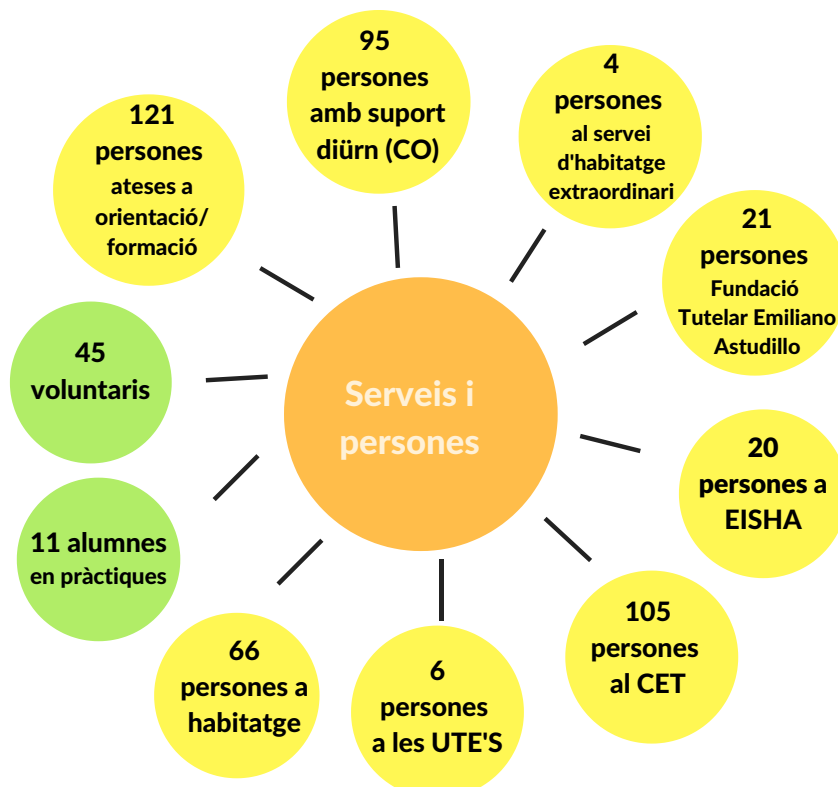 95
persones
amb suport
diürn (CO)
4
persones
al servei
d'habitatge
extraordinari
121
persones
ateses a
orientació/
formació
21
persones
Fundació
Tutelar Emiliano
Astudillo
45
voluntaris
Serveis i
persones
20
persones a
EISHA
11 alumnes
en pràctiques
105
persones
al CET
66
persones a
habitatge
6
persones
a les UTE'S